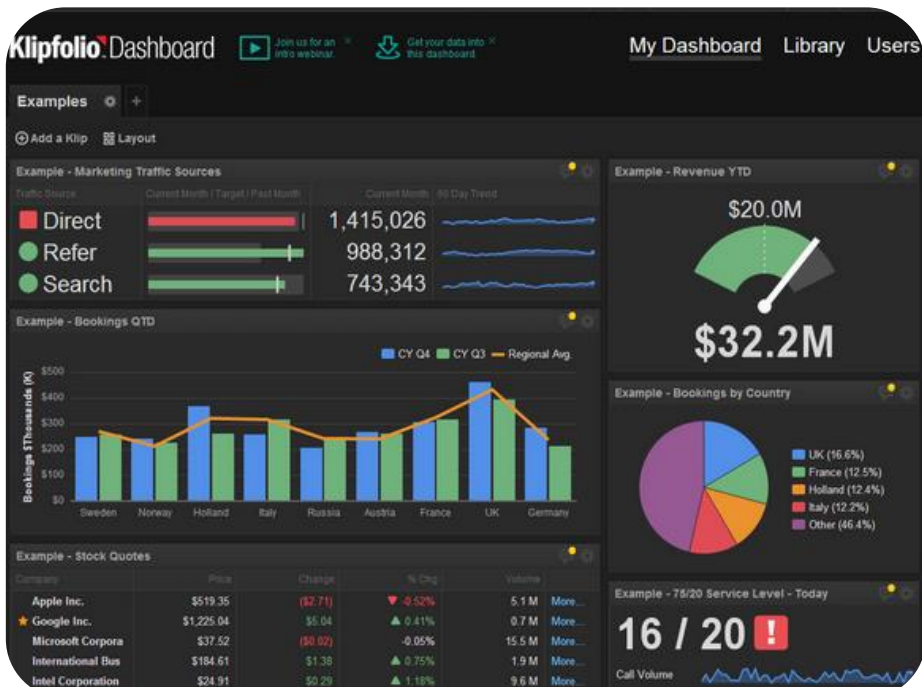 Klipfolio Dashboard
Join us for an intro webinar.
Get your data into this dashboard
My Dashboard Library Users
Examples
Add a Klip Layout
Example - Marketing Traffic Sources
Traffic Source Current Month / Target / Past Month Current Month 60 Day Trend
Direct 1,415,026
Refer 988,312
Search 743,343
Example - Revenue YTD
$20.0M
$32.2M
Example - Bookings QTD
CY Q4 CY Q3 Regional Avg.
Bookings $Thousands (K)
$500
$400
$300
$200
$100
$0
Sweden Norway Holland Italy Russia Austria France UK Germany
Example - Bookings by Country
UK (16.6%)
France (12.5%)
Holland (12.4%)
Italy (12.2%)
Other (46.4%)
Example - Stock Quotes
Company Price Change % Chg Volume
Apple Inc. $519.35 ($2.71) -0.52% 5.1 M More...
Google Inc. $1,225.04 $5.04 0.41% 0.7 M More...
Microsoft Corpora $37.52 ($0.02) -0.05% 15.5 M More...
International Bus $184.61 $1.38 0.75% 1.9 M More...
Intel Corporation $24.91 $0.29 1.18% 9.6 M More...
Example - 75/20 Service Level - Today
16 / 20 !
Call Volume